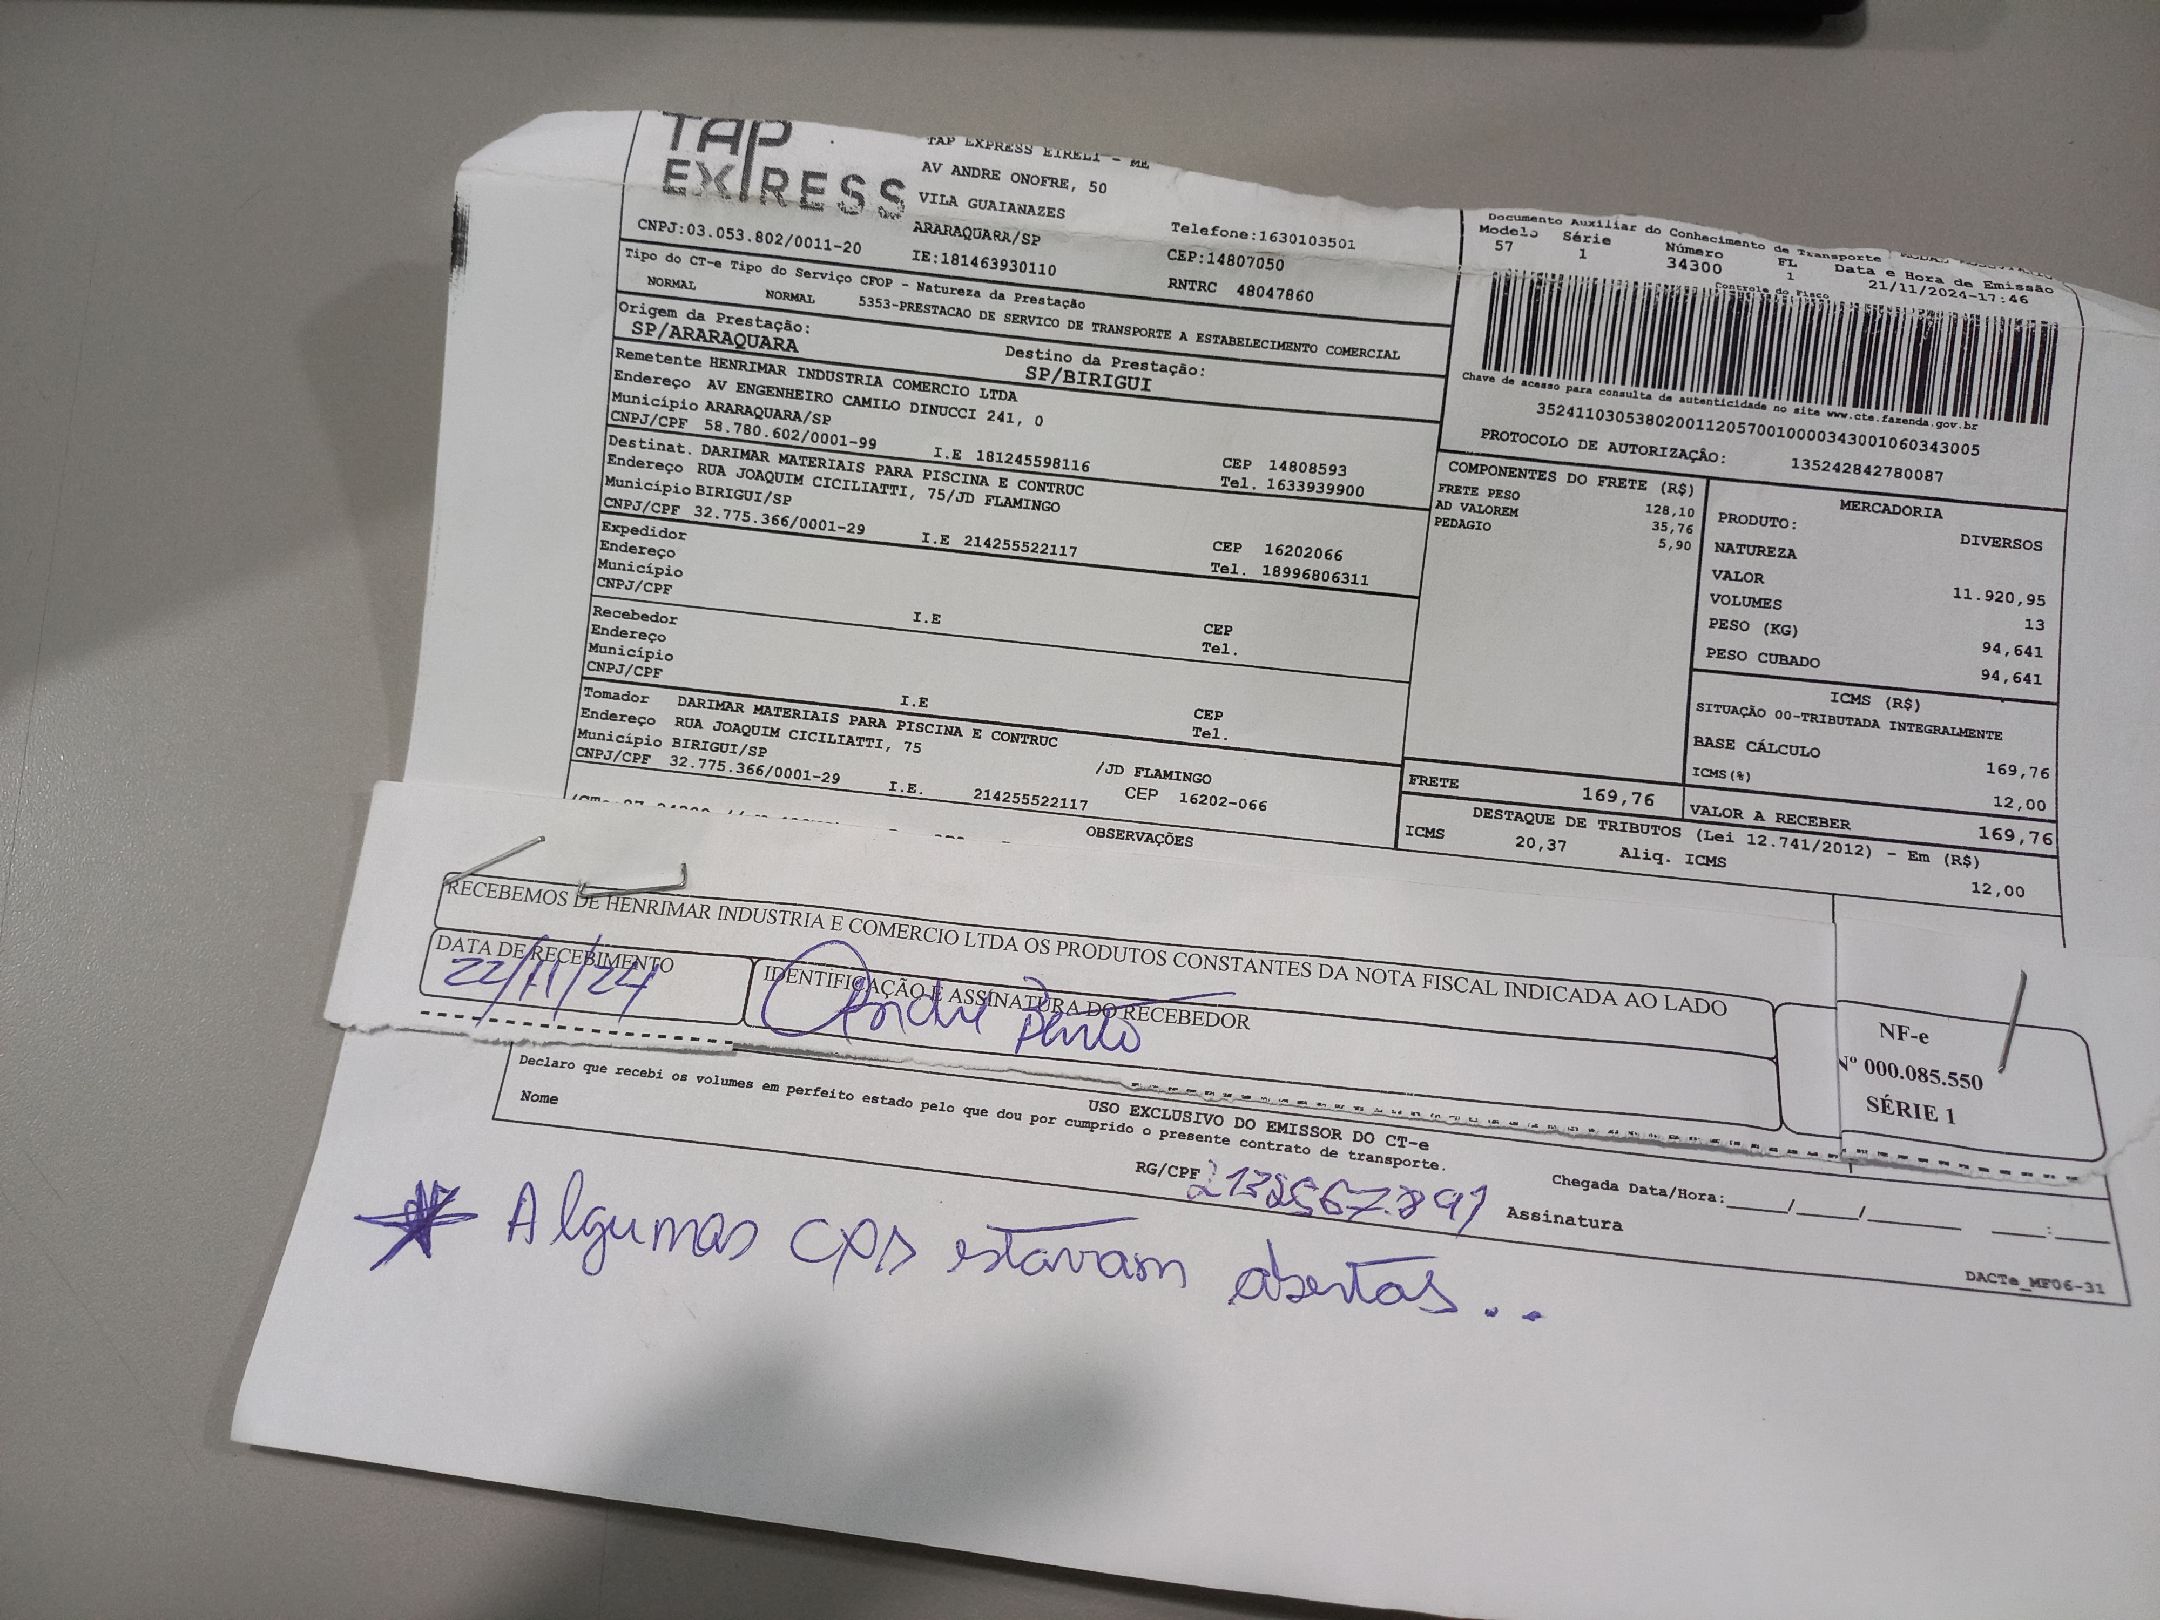 TAP
EXPRESS
TAP EXPRESS EIRELI - ME
AV ANDRE ONOFRE, 50
VILA GUAIANAZES
ARARAQUARA/SP
Telefone:1630103501
CNPJ:03.053.802/0011-20
IE:181463930110
CEP:14807050
RNTRC 48047860
Documento Auxiliar do Conhecimento de Transporte
Modelo Série Número FL Data e Hora de Emissão
57 1 34300 1 21/11/2024-17:46
Controle do Fisco
Chave de acesso para consulta de autenticidade no site www.cte.fazenda.gov.br
35241103053802001120570010000343001060343005
PROTOCOLO DE AUTORIZAÇÃO: 135242842780087
Tipo do CT-e Tipo do Serviço CFOP - Natureza da Prestação
NORMAL NORMAL 5353-PRESTACAO DE SERVICO DE TRANSPORTE A ESTABELECIMENTO COMERCIAL
Origem da Prestação: Destino da Prestação:
SP/ARARAQUARA SP/BIRIGUI
Remetente HENRIMAR INDUSTRIA COMERCIO LTDA
Endereço AV ENGENHEIRO CAMILO DINUCCI 241, 0
Município ARARAQUARA/SP CEP 14808593
CNPJ/CPF 58.780.602/0001-99 I.E 181245598116 Tel. 1633939900
Destinat. DARIMAR MATERIAIS PARA PISCINA E CONTRUC
Endereço RUA JOAQUIM CICILIATTI, 75/JD FLAMINGO
Município BIRIGUI/SP CEP 16202066
CNPJ/CPF 32.775.366/0001-29 I.E 214255522117 Tel. 18996806311
Expedidor
Endereço
Município CEP
CNPJ/CPF I.E Tel.
Recebedor
Endereço
Município CEP
CNPJ/CPF I.E Tel.
Tomador DARIMAR MATERIAIS PARA PISCINA E CONTRUC
Endereço RUA JOAQUIM CICILIATTI, 75 /JD FLAMINGO
Município BIRIGUI/SP CEP 16202-066
CNPJ/CPF 32.775.366/0001-29 I.E. 214255522117
OBSERVAÇÕES
COMPONENTES DO FRETE (R$)
FRETE PESO 128,10
AD VALOREM 35,76
PEDAGIO 5,90
FRETE 169,76
MERCADORIA
PRODUTO: DIVERSOS
NATUREZA
VALOR 11.920,95
VOLUMES 13
PESO (KG) 94,641
PESO CUBADO 94,641
ICMS (R$)
SITUAÇÃO 00-TRIBUTADA INTEGRALMENTE
BASE CÁLCULO 169,76
ICMS(%) 12,00
VALOR A RECEBER 169,76
DESTAQUE DE TRIBUTOS (Lei 12.741/2012) - Em (R$)
ICMS 20,37 Aliq. ICMS 12,00
RECEBEMOS DE HENRIMAR INDUSTRIA E COMERCIO LTDA OS PRODUTOS CONSTANTES DA NOTA FISCAL INDICADA AO LADO
DATA DE RECEBIMENTO
22/11/24
IDENTIFICAÇÃO E ASSINATURA DO RECEBEDOR
André Bento
NF-e
Nº 000.085.550
SÉRIE 1
USO EXCLUSIVO DO EMISSOR DO CT-e
Declaro que recebi os volumes em perfeito estado pelo que dou por cumprido o presente contrato de transporte.
Nome RG/CPF Assinatura Chegada Data/Hora:____/____/______ ____:____
DACTe_MF06-31
* Algumas cxs estavam abertas...